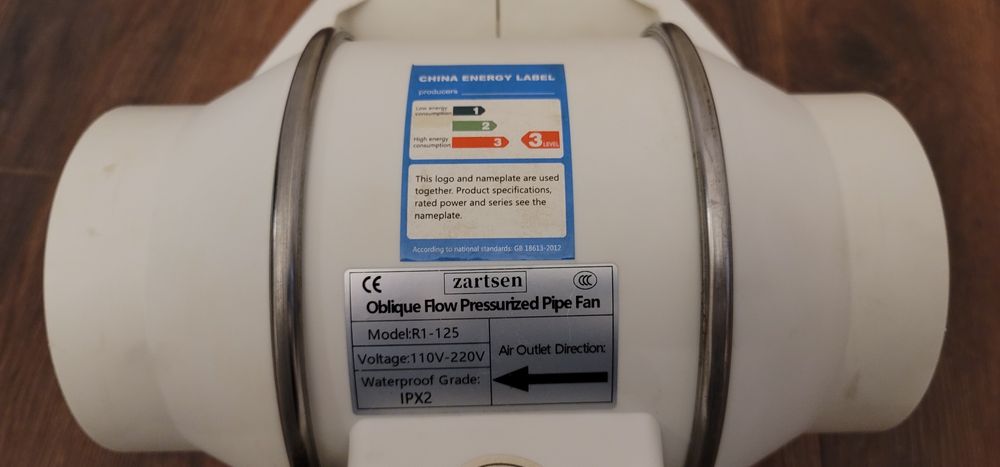 CHINA ENERGY LABEL
producers
Low energy
consumption
1
2
High energy
consumption
3
3 LEVEL
This logo and nameplate are used
together. Product specifications,
rated power and series see the
nameplate.
According to national standards: GB 18613-2012
CE zartsen CCC
Oblique Flow Pressurized Pipe Fan
Model:R1-125
Voltage:110V-220V
Waterproof Grade:
IPX2
Air Outlet Direction: